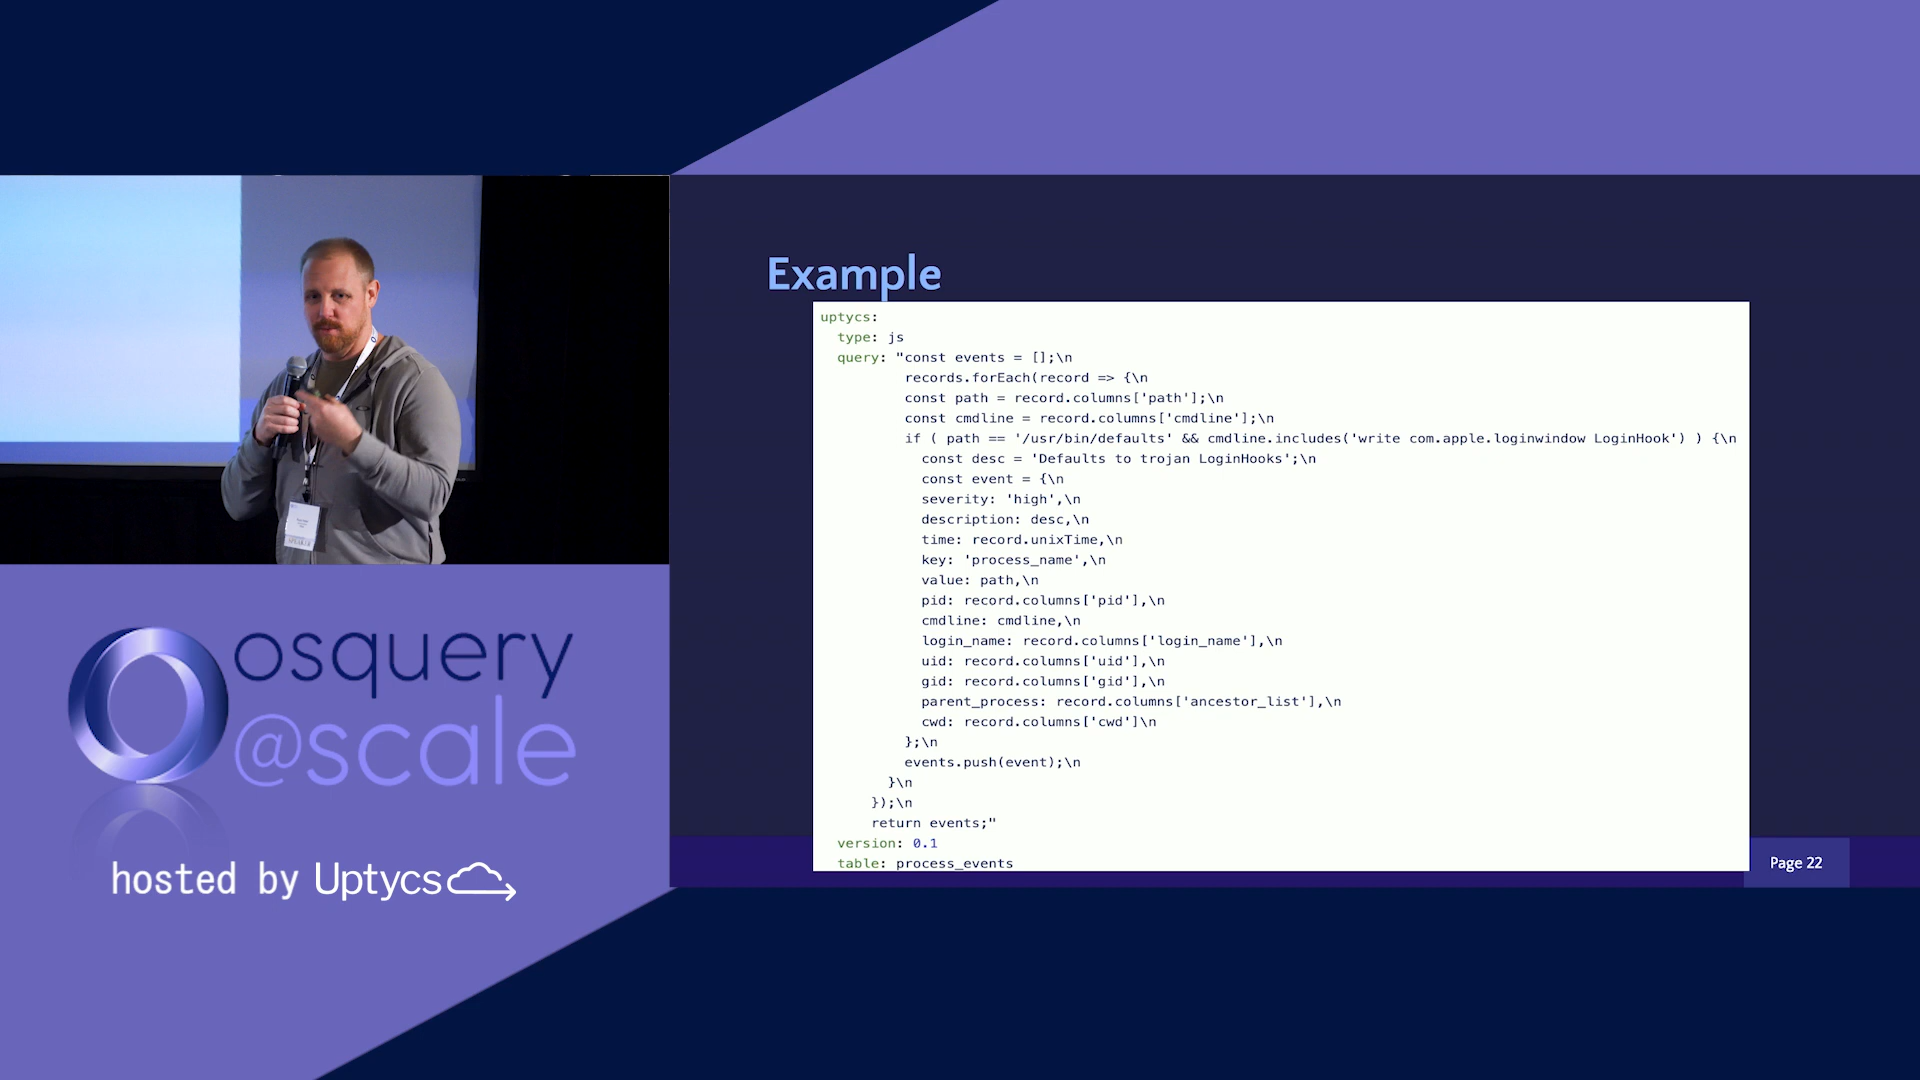 Example
uptycs:
type: js
query: "const events = [];\n
records.forEach(record => {\n
const path = record.columns['path'];\n
const cmdline = record.columns['cmdline'];\n
if ( path == '/usr/bin/defaults' && cmdline.includes('write com.apple.loginwindow LoginHook') ) {\n
const desc = 'Defaults to trojan LoginHooks';\n
const event = {\n
severity: 'high',\n
description: desc,\n
time: record.unixTime,\n
key: 'process_name',\n
value: path,\n
pid: record.columns['pid'],\n
cmdline: cmdline,\n
login_name: record.columns['login_name'],\n
uid: record.columns['uid'],\n
gid: record.columns['gid'],\n
parent_process: record.columns['ancestor_list'],\n
cwd: record.columns['cwd']\n
};\n
events.push(event);\n
}\n
});\n
return events;"
version: 0.1
table: process_events
Page 22
osquery
@scale
hosted by Uptycs
SPEAKER